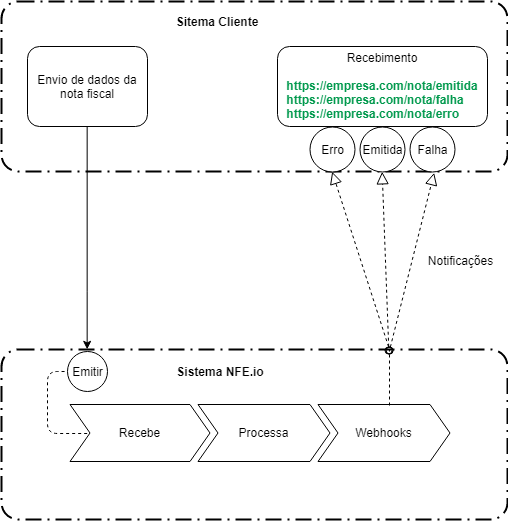 Sitema Cliente
Envio de dados da
nota fiscal
Recebimento
https://empresa.com/nota/emitida
https://empresa.com/nota/falha
https://empresa.com/nota/erro
Erro
Emitida
Falha
Notificações
Emitir
Sistema NFE.io
Recebe
Processa
Webhooks